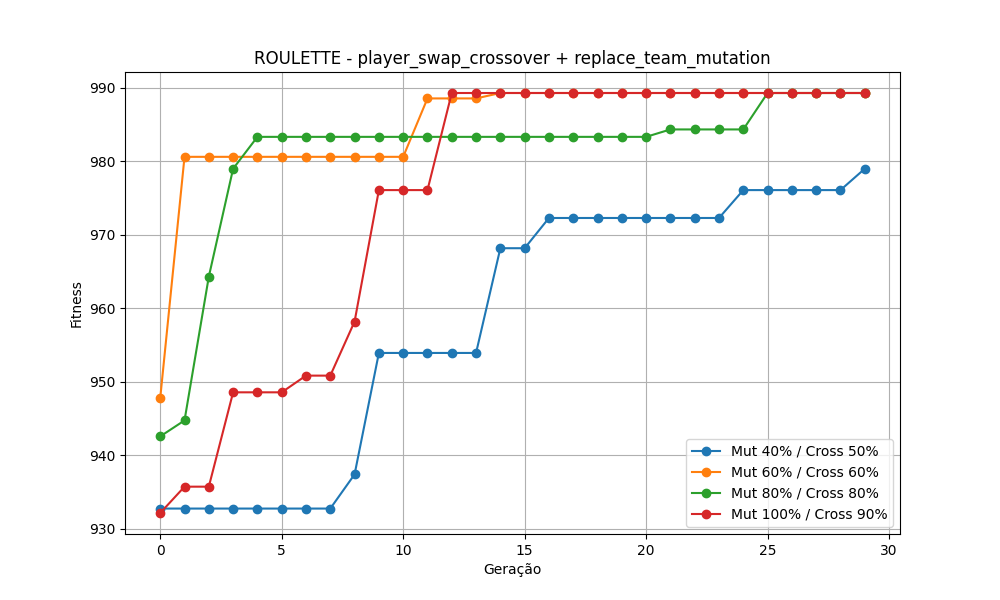 ROULETTE - player_swap_crossover + replace_team_mutation
990
980
970
960
950
940
930
Fitness
0
5
10
15
20
25
30
Geração
Mut 40% / Cross 50%
Mut 60% / Cross 60%
Mut 80% / Cross 80%
Mut 100% / Cross 90%